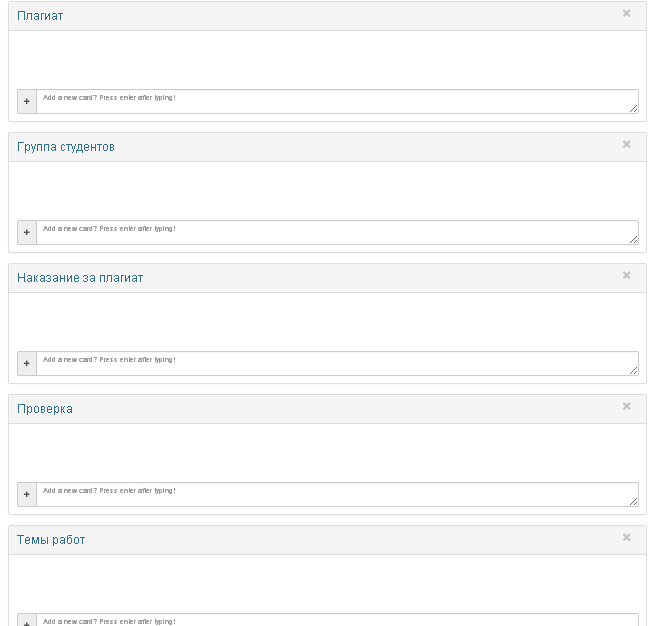 Плагиат
Add a new card? Press enter after typing!
Группа студентов
Add a new card? Press enter after typing!
Наказание за плагиат
Add a new card? Press enter after typing!
Проверка
Add a new card? Press enter after typing!
Темы работ
Add a new card? Press enter after typing!